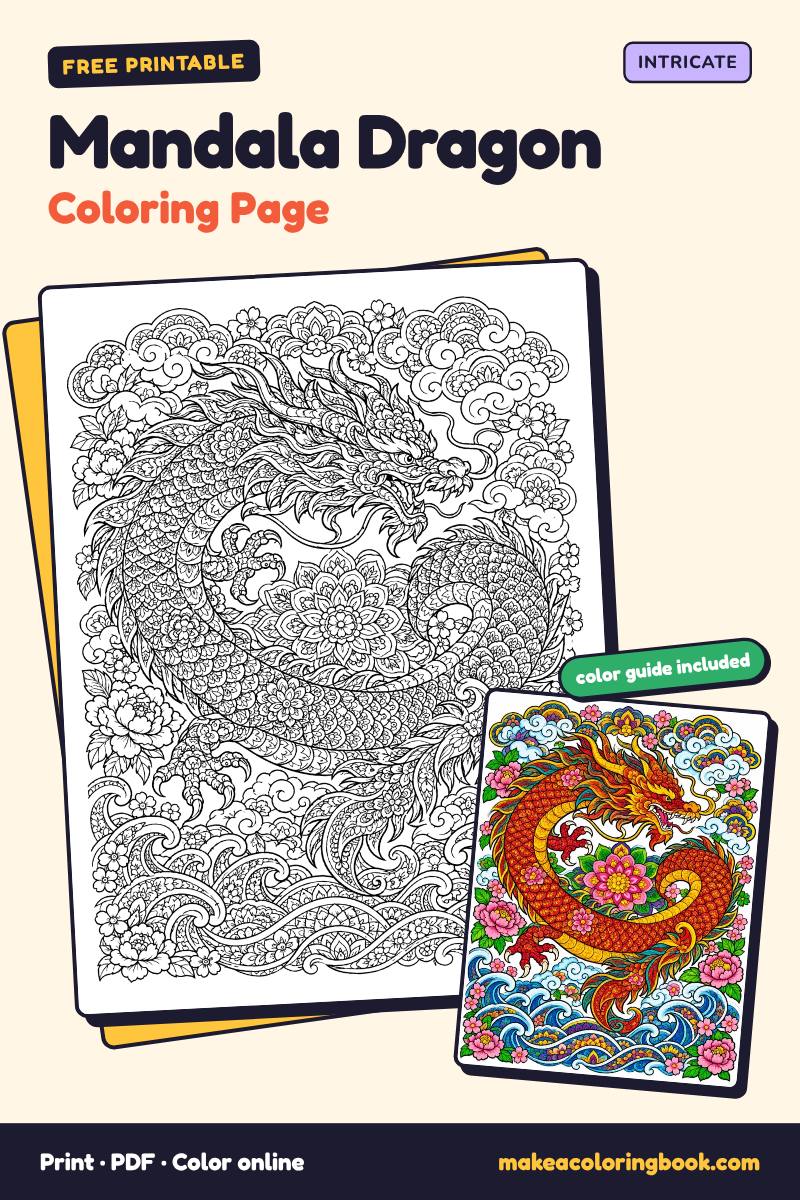 FREE PRINTABLE
INTRICATE
Mandala Dragon
Coloring Page
color guide included
Print · PDF · Color online
makeacoloringbook.com